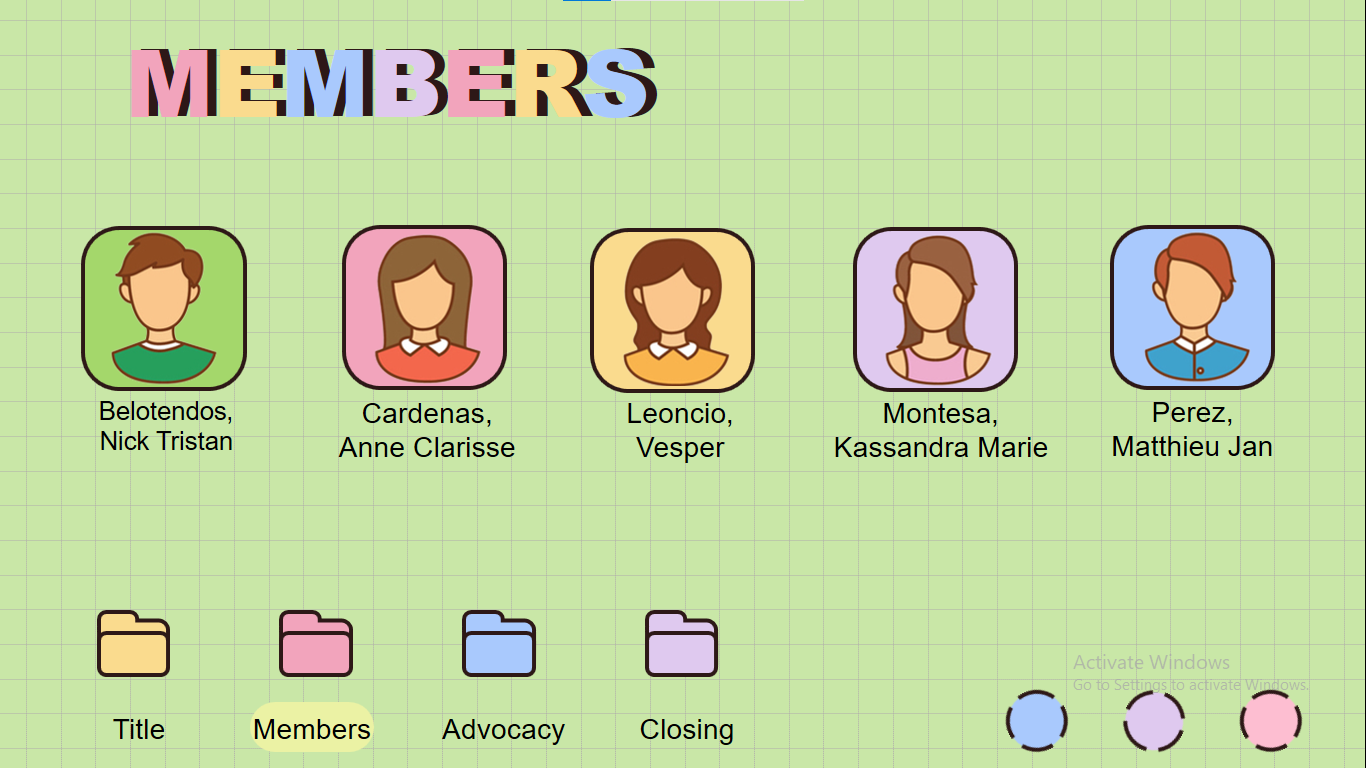 MEMBERS
Belotendos,
Nick Tristan
Cardenas,
Anne Clarisse
Leoncio,
Vesper
Montesa,
Kassandra Marie
Perez,
Matthieu Jan
Activate Windows
Go to Settings to activate Windows.
Title
Members
Advocacy
Closing